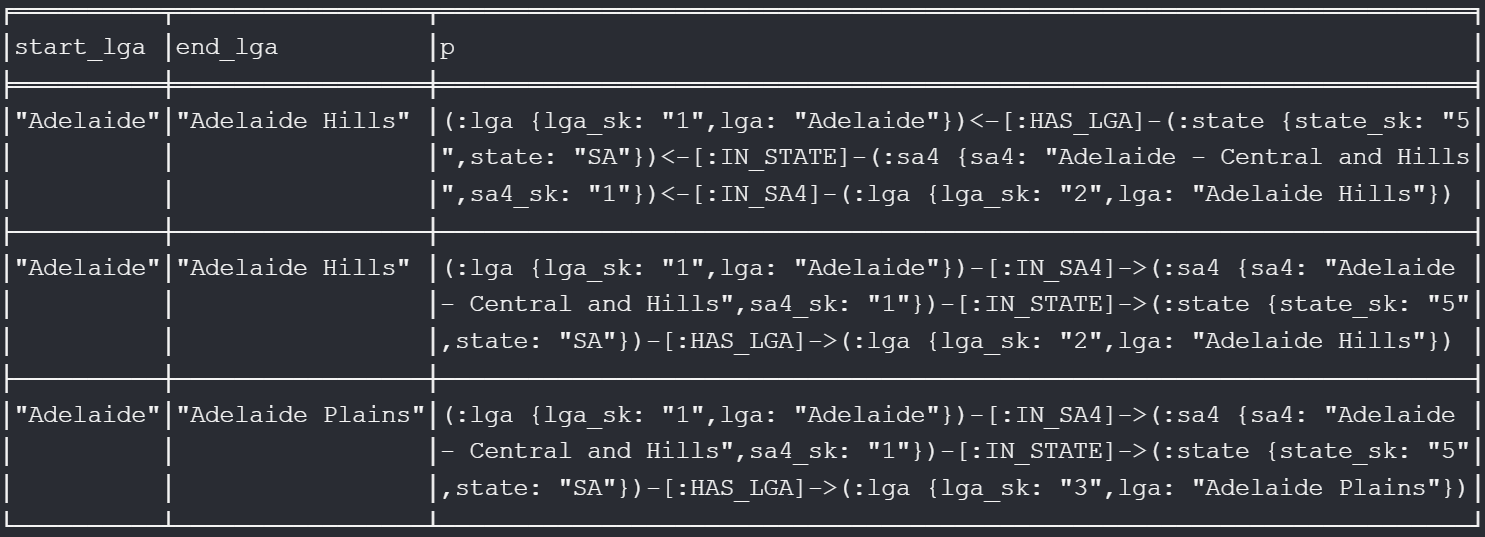 start_lga end_lga p
"Adelaide" "Adelaide Hills" (:lga {lga_sk: "1",lga: "Adelaide"})<-[:HAS_LGA]-(:state {state_sk: "5
",state: "SA"})<-[:IN_STATE]-(:sa4 {sa4: "Adelaide - Central and Hills
",sa4_sk: "1"})<-[:IN_SA4]-(:lga {lga_sk: "2",lga: "Adelaide Hills"})
"Adelaide" "Adelaide Hills" (:lga {lga_sk: "1",lga: "Adelaide"})-[:IN_SA4]->(:sa4 {sa4: "Adelaide
- Central and Hills",sa4_sk: "1"})-[:IN_STATE]->(:state {state_sk: "5"
,state: "SA"})-[:HAS_LGA]->(:lga {lga_sk: "2",lga: "Adelaide Hills"})
"Adelaide" "Adelaide Plains" (:lga {lga_sk: "1",lga: "Adelaide"})-[:IN_SA4]->(:sa4 {sa4: "Adelaide
- Central and Hills",sa4_sk: "1"})-[:IN_STATE]->(:state {state_sk: "5"
,state: "SA"})-[:HAS_LGA]->(:lga {lga_sk: "3",lga: "Adelaide Plains"})